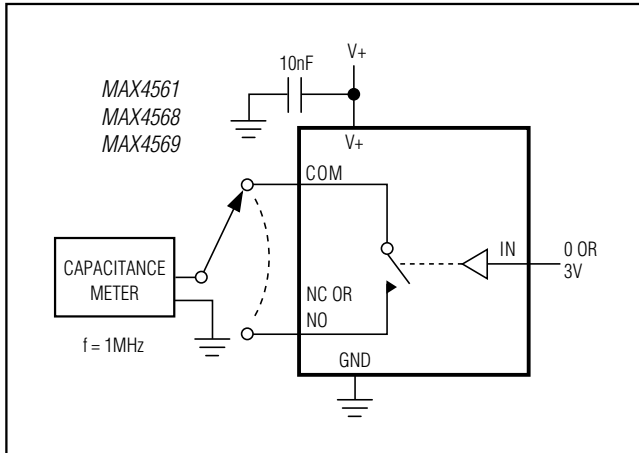 10nF
V+
MAX4561
MAX4568
MAX4569
V+
COM
CAPACITANCE
METER
IN
0 OR
3V
NC OR
NO
f = 1MHz
GND